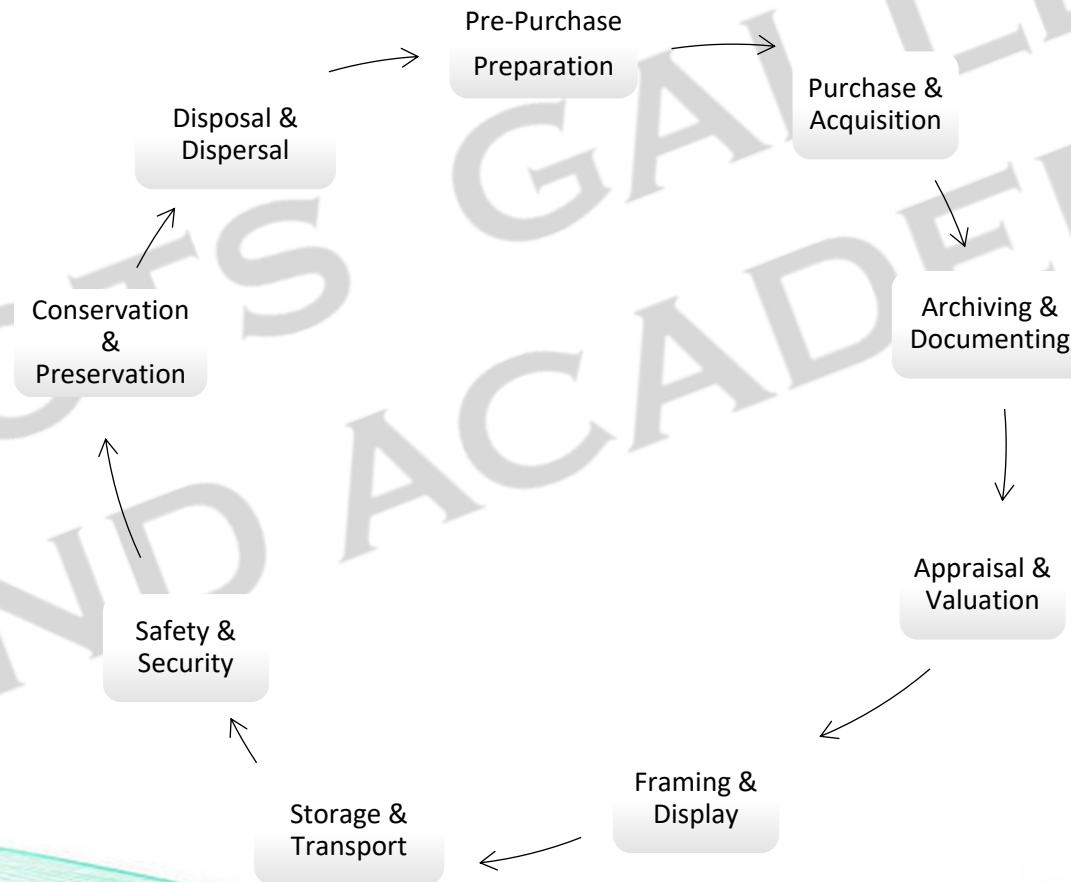 Pre-Purchase
Preparation
Purchase &
Acquisition
Archiving &
Documenting
Appraisal &
Valuation
Framing &
Display
Storage &
Transport
Safety &
Security
Conservation
&
Preservation
Disposal &
Dispersal